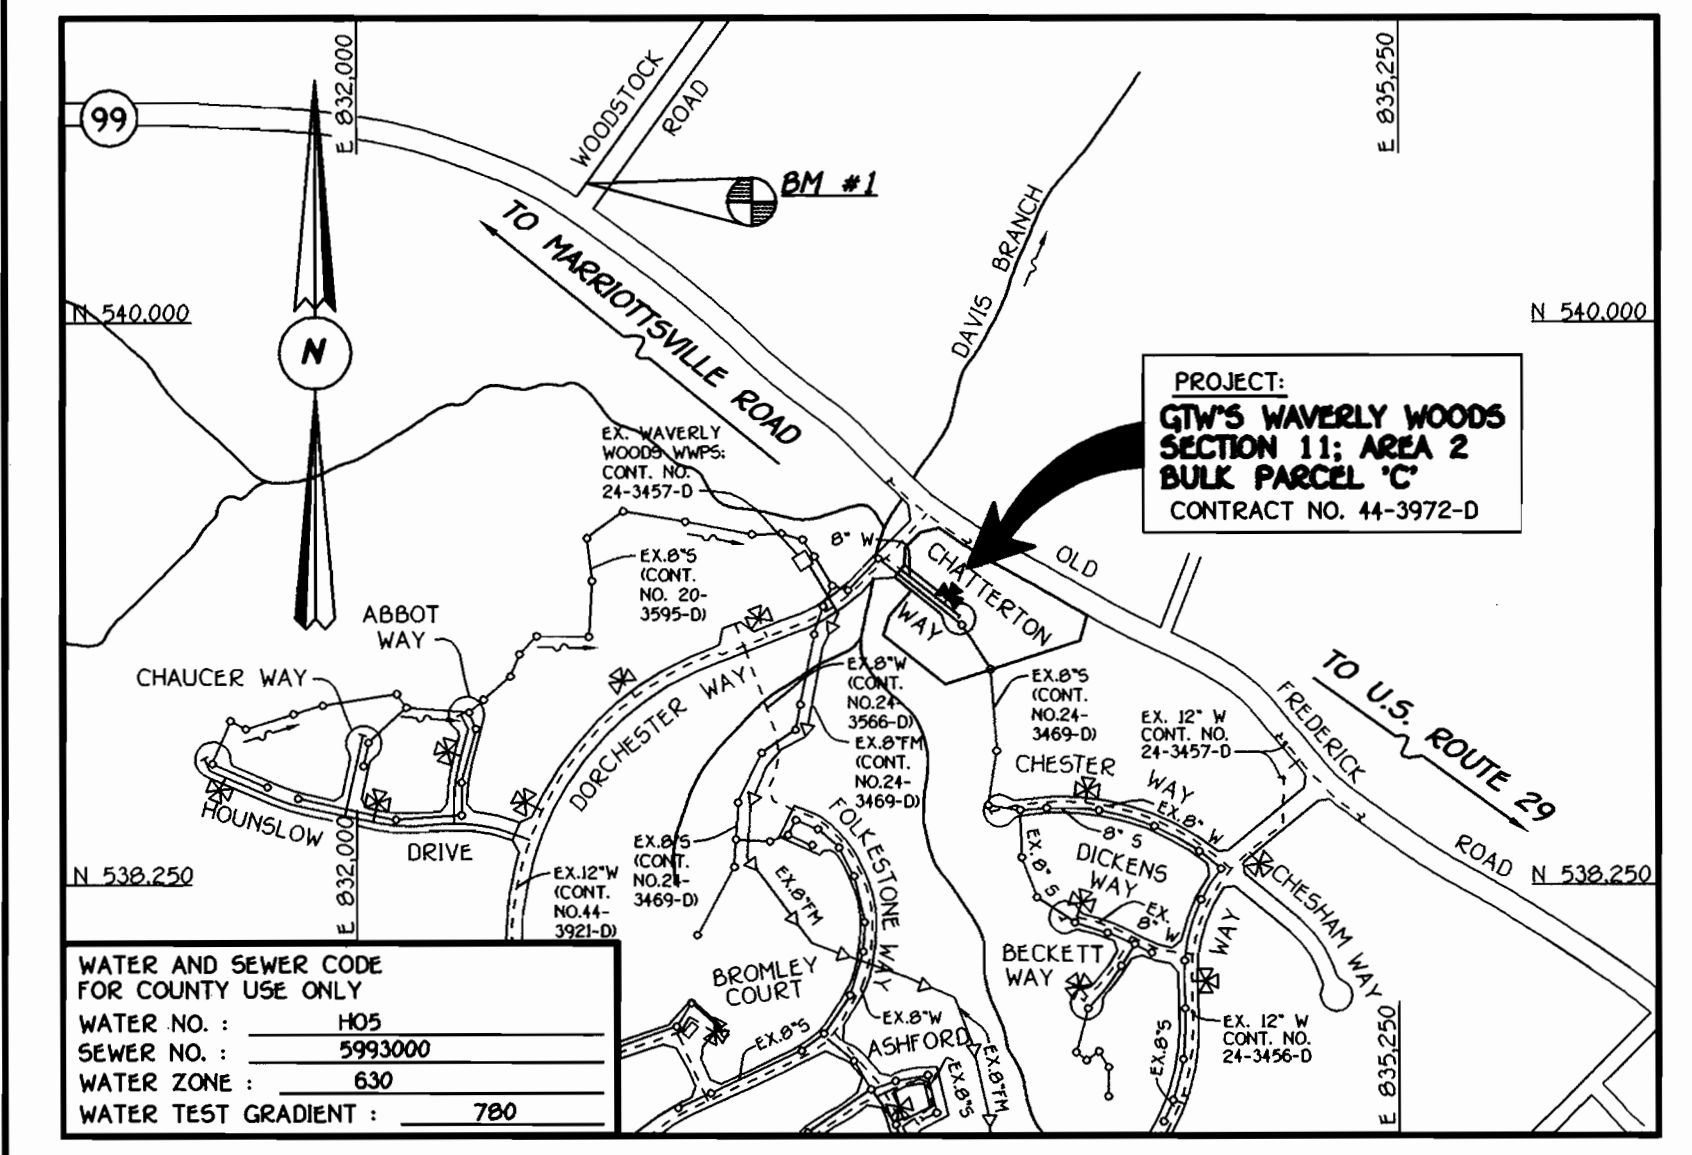 E 832,000
E 835,250
99
WOODSTOCK
ROAD
BM #1
TO MARRIOTTSVILLE ROAD
DAVIS BRANCH
N 540,000
N 540,000
N
PROJECT:
GTW'S WAVERLY WOODS
SECTION 11; AREA 2
BULK PARCEL 'C'
CONTRACT NO. 44-3972-D
EX. WAVERLY
WOODS WWPS:
CONT. NO.
24-3457-D
8" W
CHATTERTON
WAY
OLD
FREDERICK
ROAD
EX.8"S
(CONT.
NO. 20-
3595-D)
ABBOT
WAY
CHAUCER WAY
DORCHESTER WAY
EX.8"W
(CONT.
NO.24-
3566-D)
EX.8"FM
(CONT.
NO.24-
3469-D)
EX.8"S
(CONT.
NO.24-
3469-D)
EX. 12" W
CONT. NO.
24-3457-D
TO U.S. ROUTE 29
CHESTER
WAY
EX.8" W
8" S
HOUNSLOW
DRIVE
FOLKESTONE WAY
EX.8"S
(CONT.
NO.24-
3469-D)
EX.12"W
(CONT.
NO.44-
3921-D)
EX.8"FM
EX.8" S
DICKENS
WAY
EX.
8" W
CHESHAM WAY
WAY
N 538,250
N 538,250
E 832,000
BECKETT
WAY
BROMLEY
COURT
EX.8"W
EX.8"S
ASHFORD
EX.8"S
EX.8"FM
EX.8"S
EX. 12" W
CONT. NO.
24-3456-D
E 835,250
WATER AND SEWER CODE
FOR COUNTY USE ONLY
WATER NO. : HO5
SEWER NO. : 5993000
WATER ZONE : 630
WATER TEST GRADIENT : 780